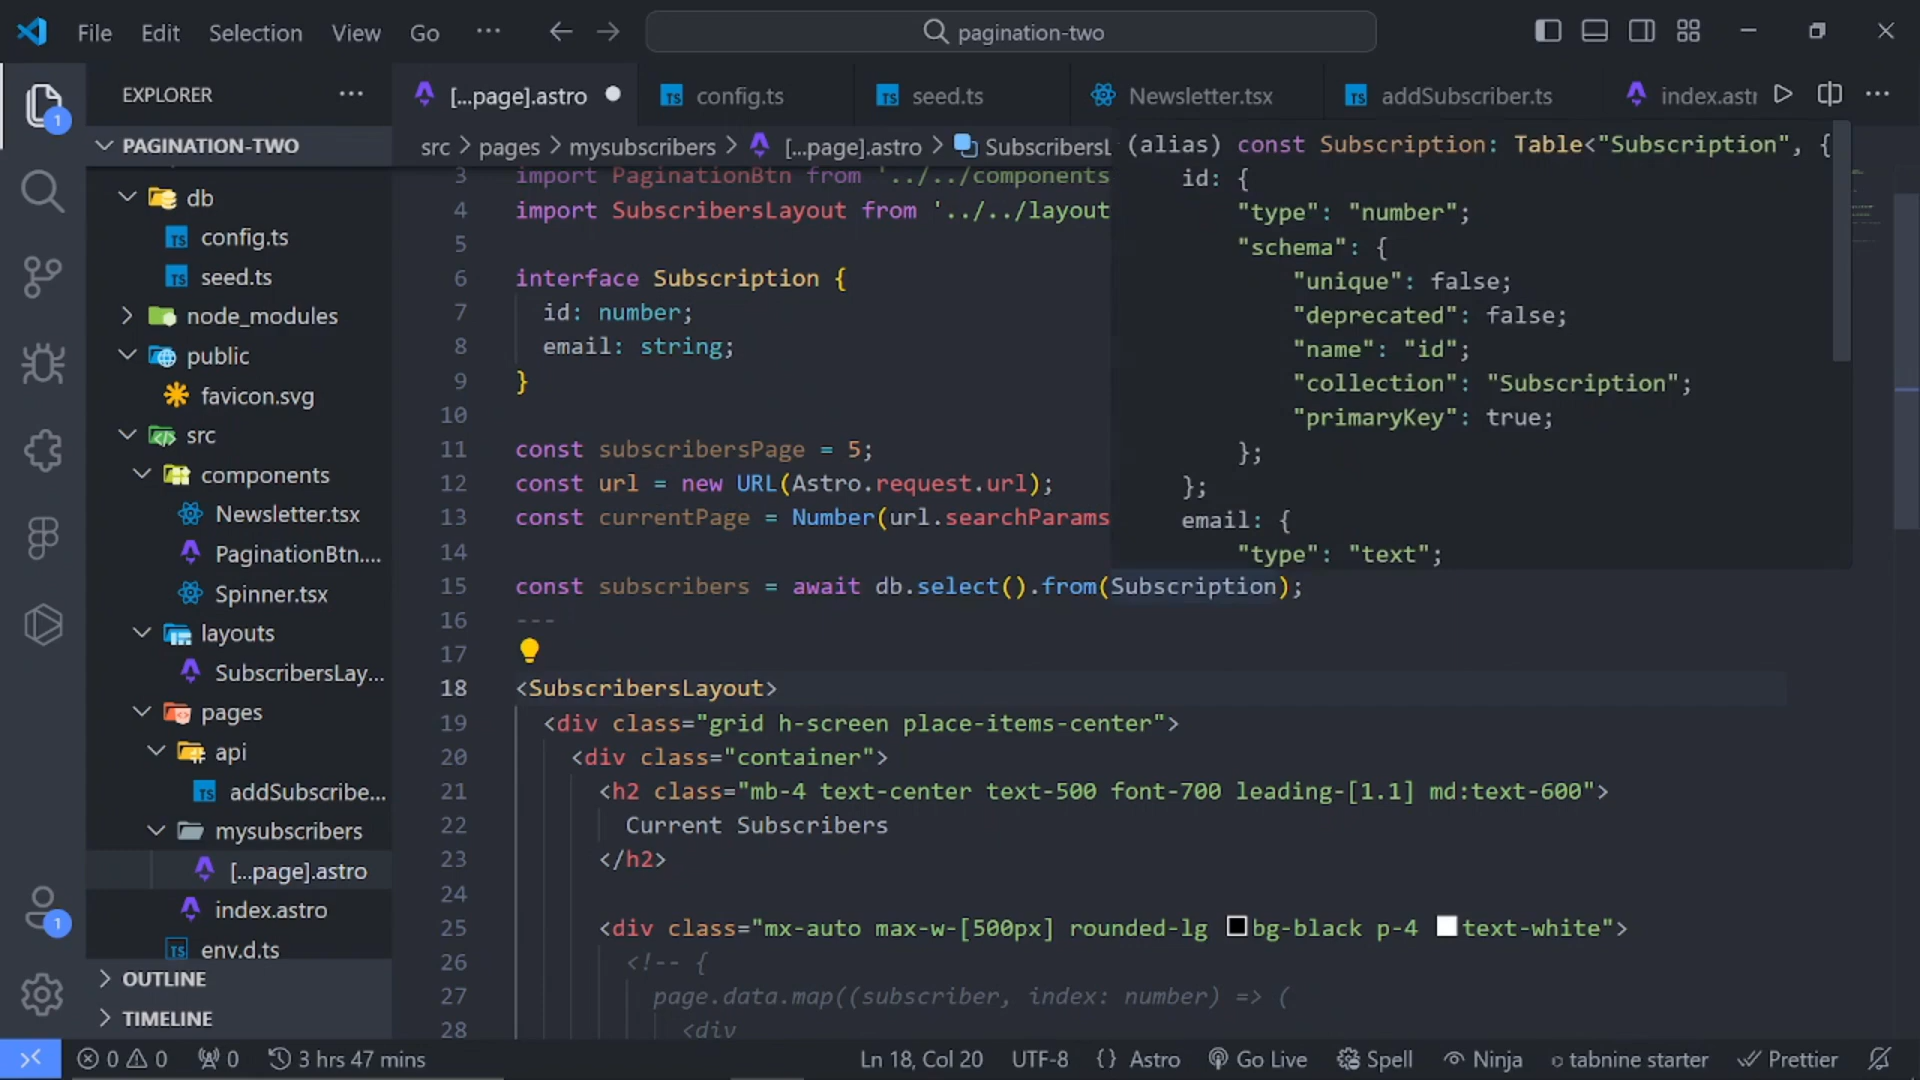 File Edit Selection View Go ··· pagination-two
EXPLORER ···
[...page].astro config.ts seed.ts Newsletter.tsx addSubscriber.ts index.astr ···
PAGINATION-TWO
src > pages > mysubscribers > [...page].astro > SubscribersL
db
config.ts
seed.ts
node_modules
public
favicon.svg
src
components
Newsletter.tsx
PaginationBtn....
Spinner.tsx
layouts
SubscribersLay...
pages
api
addSubscribe...
mysubscribers
[...page].astro
index.astro
env.d.ts
OUTLINE
TIMELINE
1
1
3 import PaginationBtn from '../../components
4 import SubscribersLayout from '../../layout
5
6 interface Subscription {
7 id: number;
8 email: string;
9 }
10
11 const subscribersPage = 5;
12 const url = new URL(Astro.request.url);
13 const currentPage = Number(url.searchParams
14
15 const subscribers = await db.select().from(Subscription);
16 ---
17
18 <SubscribersLayout>
19 <div class="grid h-screen place-items-center">
20 <div class="container">
21 <h2 class="mb-4 text-center text-500 font-700 leading-[1.1] md:text-600">
22 Current Subscribers
23 </h2>
24
25 <div class="mx-auto max-w-[500px] rounded-lg bg-black p-4 text-white">
26 <!-- {
27 page.data.map((subscriber, index: number) => (
28 <div
(alias) const Subscription: Table<"Subscription", {
id: {
"type": "number";
"schema": {
"unique": false;
"deprecated": false;
"name": "id";
"collection": "Subscription";
"primaryKey": true;
};
};
email: {
"type": "text";
0 0 0 3 hrs 47 mins Ln 18, Col 20 UTF-8 {} Astro Go Live Spell Ninja tabnine starter Prettier